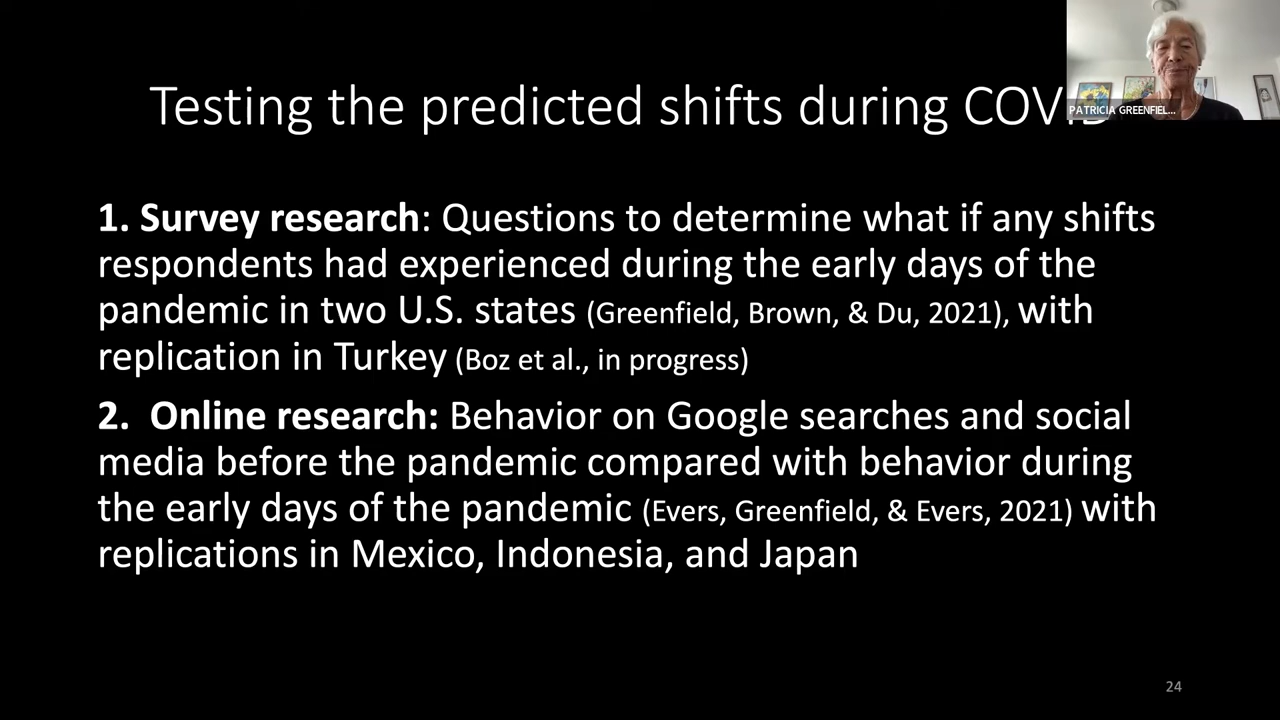 Testing the predicted shifts during COVID
PATRICIA GREENFIEL...
1. Survey research: Questions to determine what if any shifts
respondents had experienced during the early days of the
pandemic in two U.S. states (Greenfield, Brown, & Du, 2021), with
replication in Turkey (Boz et al., in progress)
2. Online research: Behavior on Google searches and social
media before the pandemic compared with behavior during
the early days of the pandemic (Evers, Greenfield, & Evers, 2021) with
replications in Mexico, Indonesia, and Japan
24